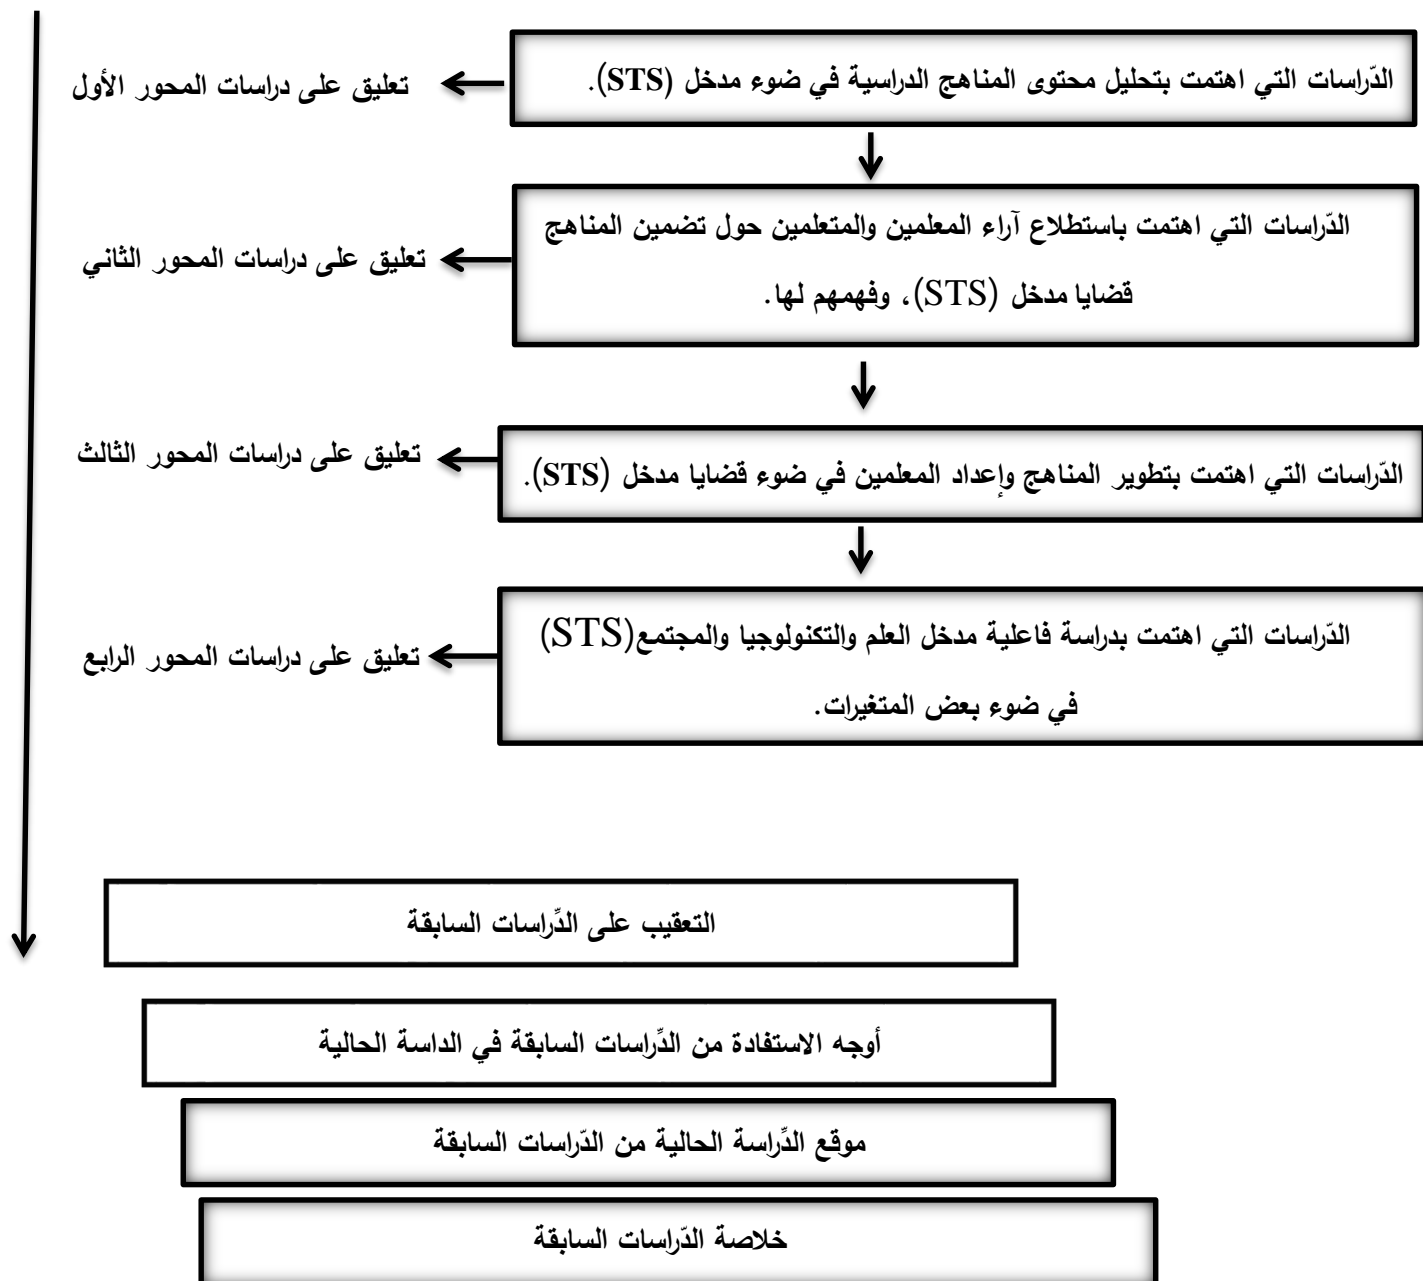 الدّراسات التي اهتمت بتحليل محتوى المناهج الدراسية في ضوء مدخل (STS).
تعليق على دراسات المحور الأول
الدّراسات التي اهتمت باستطلاع آراء المعلمين والمتعلمين حول تضمين المناهج
قضايا مدخل (STS)، وفهمهم لها.
تعليق على دراسات المحور الثاني
الدّراسات التي اهتمت بتطوير المناهج وإعداد المعلمين في ضوء قضايا مدخل (STS).
تعليق على دراسات المحور الثالث
الدّراسات التي اهتمت بدراسة فاعلية مدخل العلم والتكنولوجيا والمجتمع(STS)
في ضوء بعض المتغيرات.
تعليق على دراسات المحور الرابع
التعقيب على الدِّراسات السابقة
أوجه الاستفادة من الدِّراسات السابقة في الداسة الحالية
موقع الدِّراسة الحالية من الدّراسات السابقة
خلاصة الدّراسات السابقة